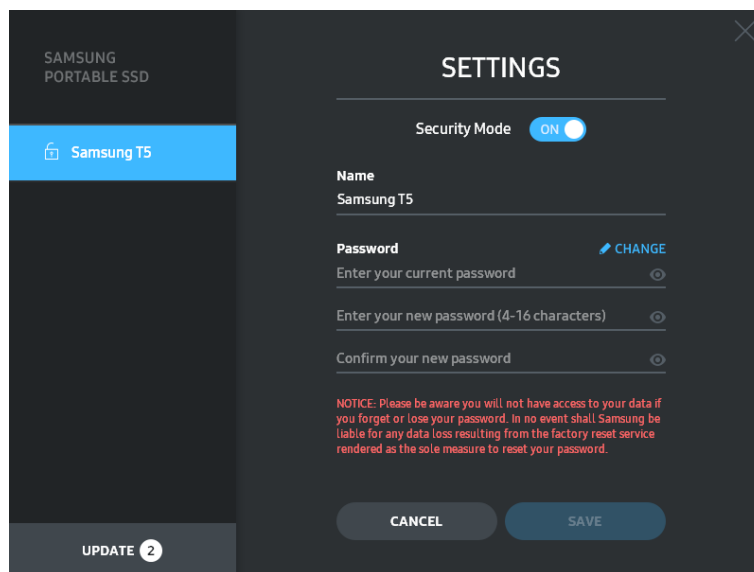 SAMSUNG
PORTABLE SSD
Samsung T5
UPDATE 2
SETTINGS
Security Mode ON
Name
Samsung T5
Password CHANGE
Enter your current password
Enter your new password (4-16 characters)
Confirm your new password
NOTICE: Please be aware you will not have access to your data if
you forget or lose your password. In no event shall Samsung be
liable for any data loss resulting from the factory reset service
rendered as the sole measure to reset your password.
CANCEL SAVE